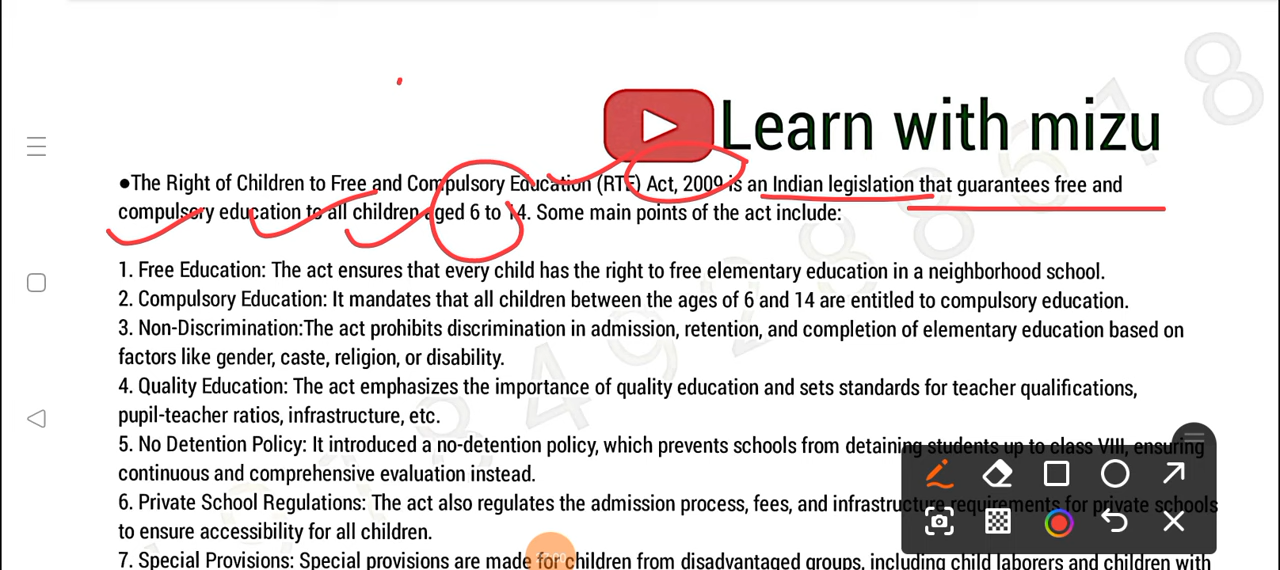 Learn with mizu
●The Right of Children to Free and Compulsory Education (RTE) Act, 2009 is an Indian legislation that guarantees free and
compulsory education to all children aged 6 to 14. Some main points of the act include:
1. Free Education: The act ensures that every child has the right to free elementary education in a neighborhood school.
2. Compulsory Education: It mandates that all children between the ages of 6 and 14 are entitled to compulsory education.
3. Non-Discrimination:The act prohibits discrimination in admission, retention, and completion of elementary education based on
factors like gender, caste, religion, or disability.
4. Quality Education: The act emphasizes the importance of quality education and sets standards for teacher qualifications,
pupil-teacher ratios, infrastructure, etc.
5. No Detention Policy: It introduced a no-detention policy, which prevents schools from detaining students up to class VIII, ensuring
continuous and comprehensive evaluation instead.
6. Private School Regulations: The act also regulates the admission process, fees, and infrastructure requirements for private schools
to ensure accessibility for all children.
7. Special Provisions: Special provisions are made for children from disadvantaged groups, including child laborers and children with